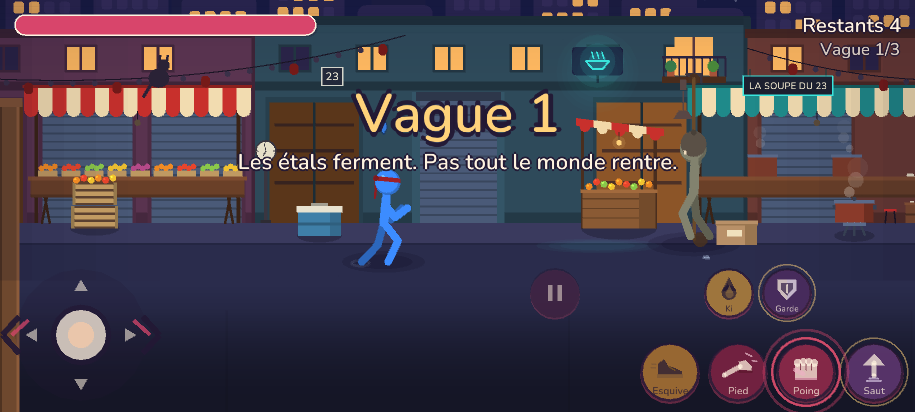 Restants 4
Vague 1/3
23
LA SOUPE DU 23
Vague 1
Les étals ferment. Pas tout le monde rentre.
Ki
Garde
Esquive
Pied
Poing
Saut